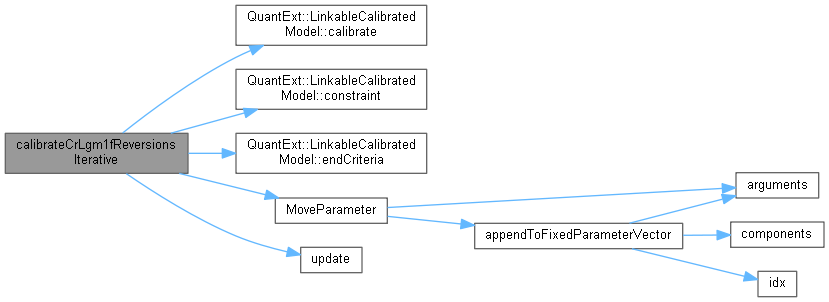 QuantExt::LinkableCalibrated
Model::calibrate
QuantExt::LinkableCalibrated
Model::constraint
calibrateCrLgm1fReversions
Iterative
QuantExt::LinkableCalibrated
Model::endCriteria
arguments
MoveParameter
appendToFixedParameterVector
components
update
idx